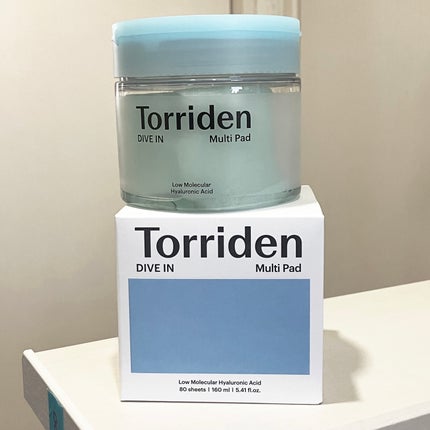 Torriden
DIVE IN Multi Pad
Low Molecular
Hyaluronic Acid
Torriden
DIVE IN Multi Pad
Low Molecular Hyaluronic Acid
80 sheets I 160 ml I 5.41 fl.oz.